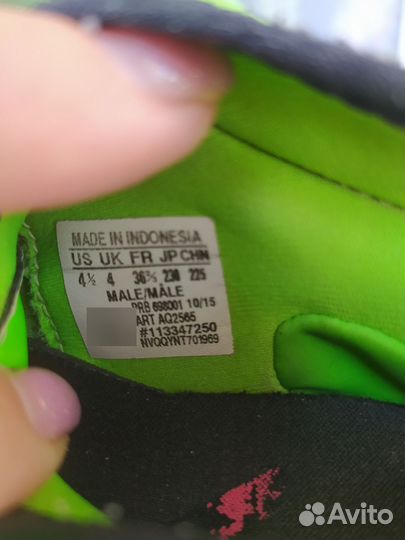 MADE IN INDONESIA
US UK FR JP CHN
4½ 4 36⅔ 230 225
MALE/MÂLE
PRB 698001 10/15
ART AQ2565
#113347250
NVQQYNT701969
Avito